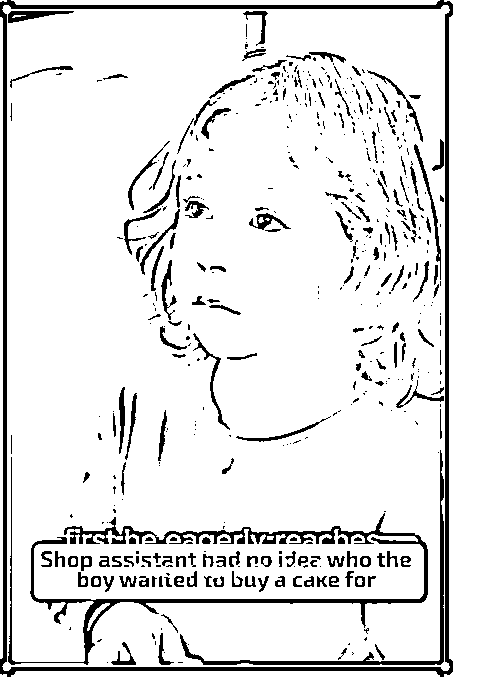 first he eagerly reaches
Shop assistant had no idea who the
boy wanted to buy a cake for